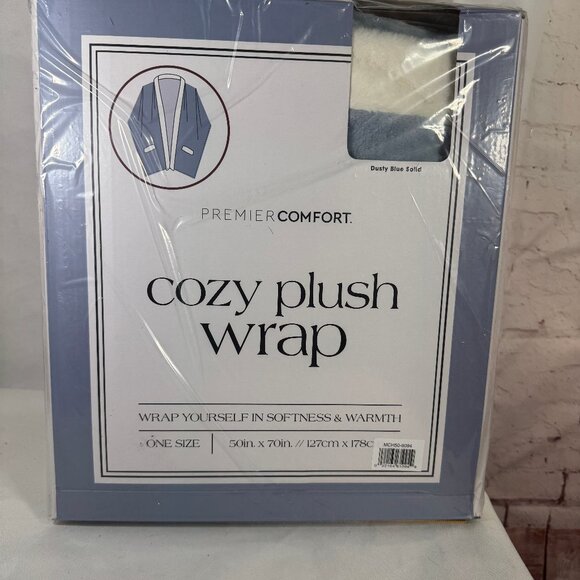 Dusty Blue Solid
PREMIER COMFORT.
cozy plush
wrap
WRAP YOURSELF IN SOFTNESS & WARMTH
ONE SIZE | 50in. x 70in. // 127cm x 178c